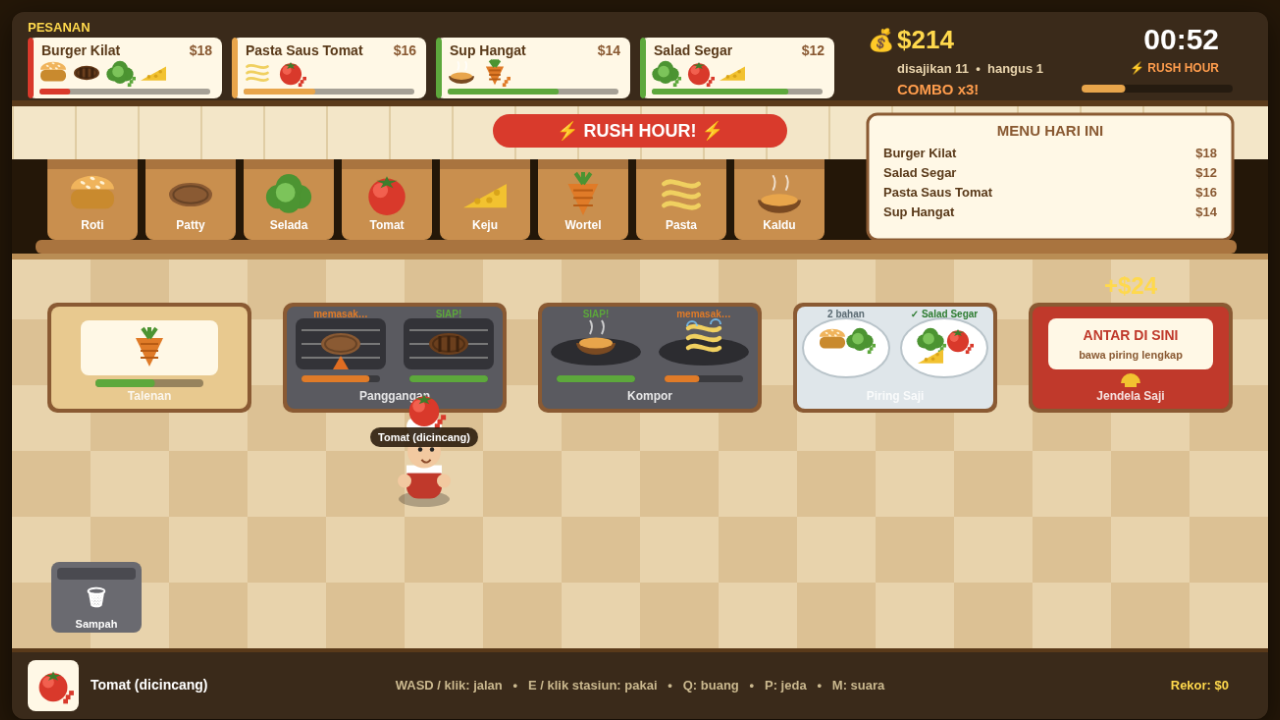 PESANAN
Burger Kilat $18
Pasta Saus Tomat $16
Sup Hangat $14
Salad Segar $12
💰$214
00:52
disajikan 11 • hangus 1
⚡ RUSH HOUR
COMBO x3!
⚡ RUSH HOUR! ⚡
MENU HARI INI
Burger Kilat $18
Salad Segar $12
Pasta Saus Tomat $16
Sup Hangat $14
Roti
Patty
Selada
Tomat
Keju
Wortel
Pasta
Kaldu
+$24
memasak...
SIAP!
SIAP!
memasak...
2 bahan
✓ Salad Segar
ANTAR DI SINI
bawa piring lengkap
Talenan
Panggangan
Kompor
Piring Saji
Jendela Saji
Tomat (dicincang)
Sampah
Tomat (dicincang)
WASD / klik: jalan • E / klik stasiun: pakai • Q: buang • P: jeda • M: suara
Rekor: $0